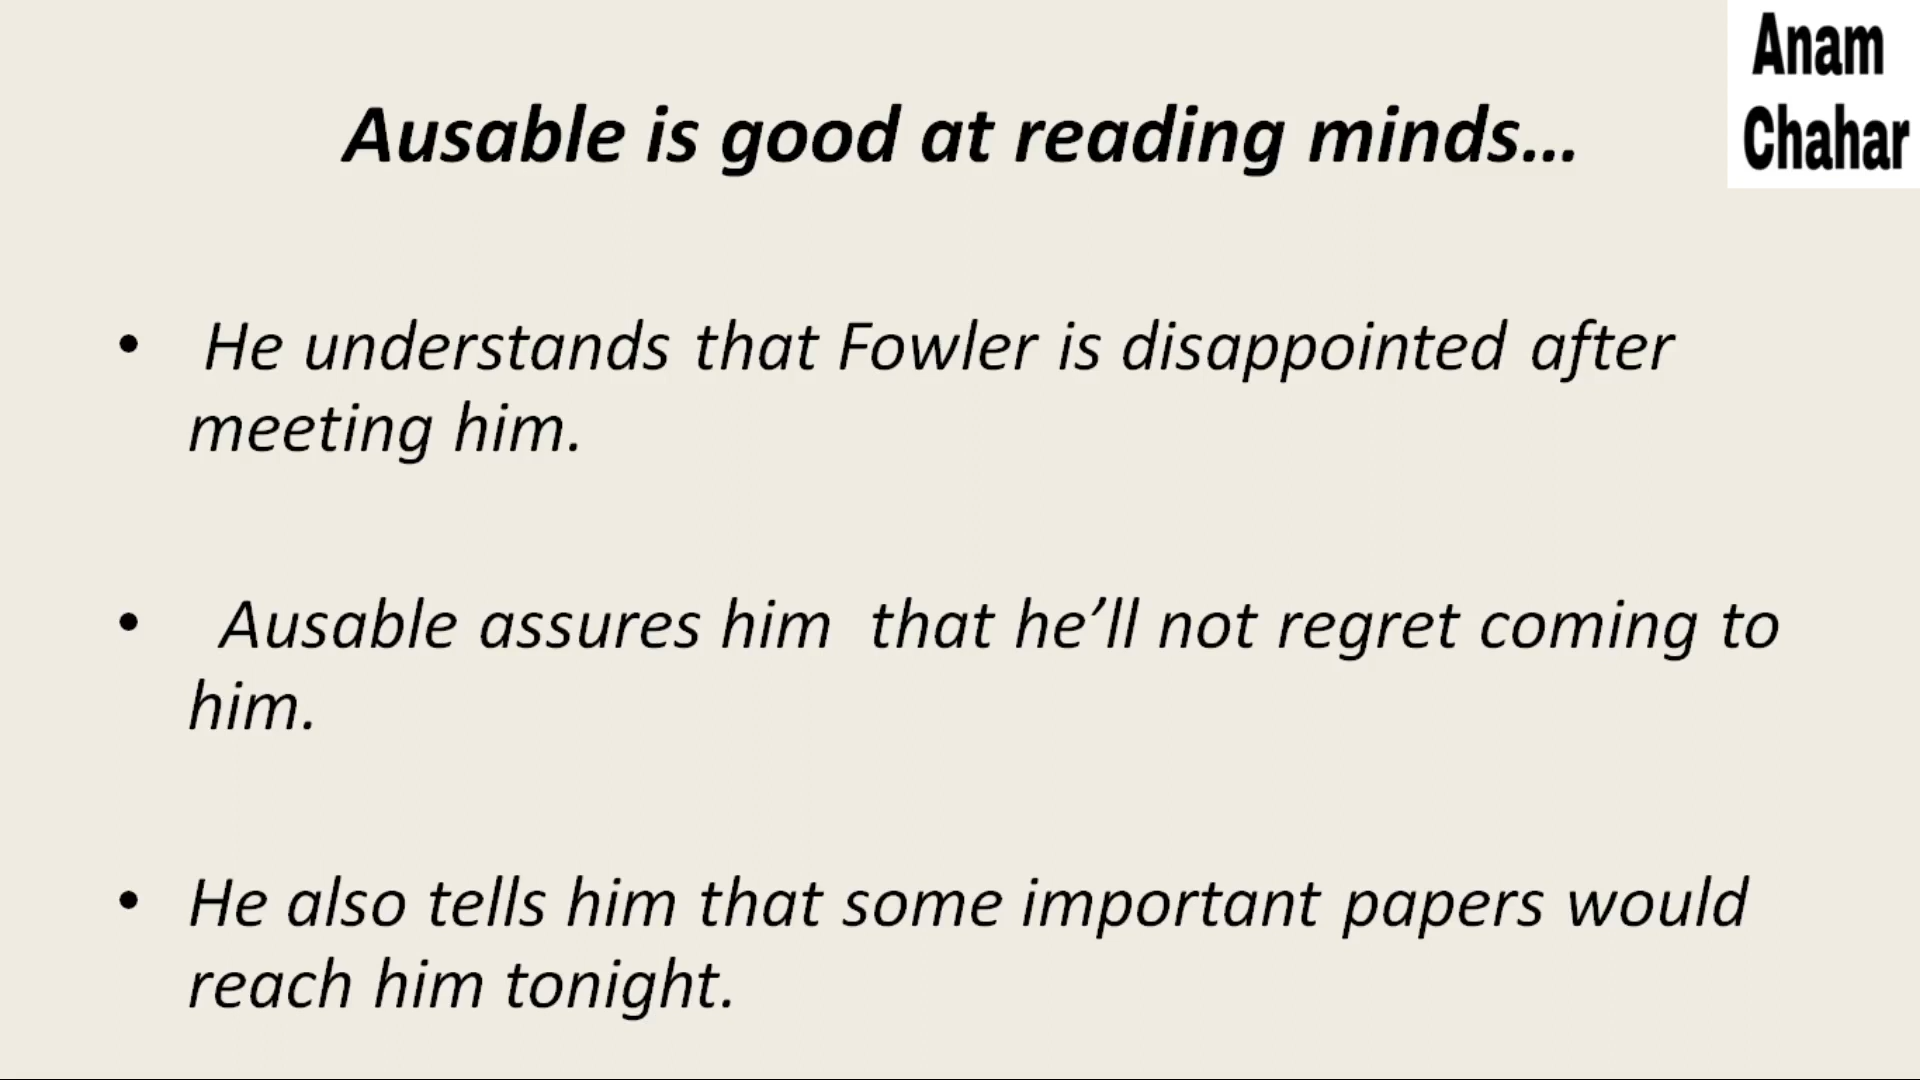 Anam
Chahar
Ausable is good at reading minds...
• He understands that Fowler is disappointed after
meeting him.
• Ausable assures him that he’ll not regret coming to
him.
• He also tells him that some important papers would
reach him tonight.